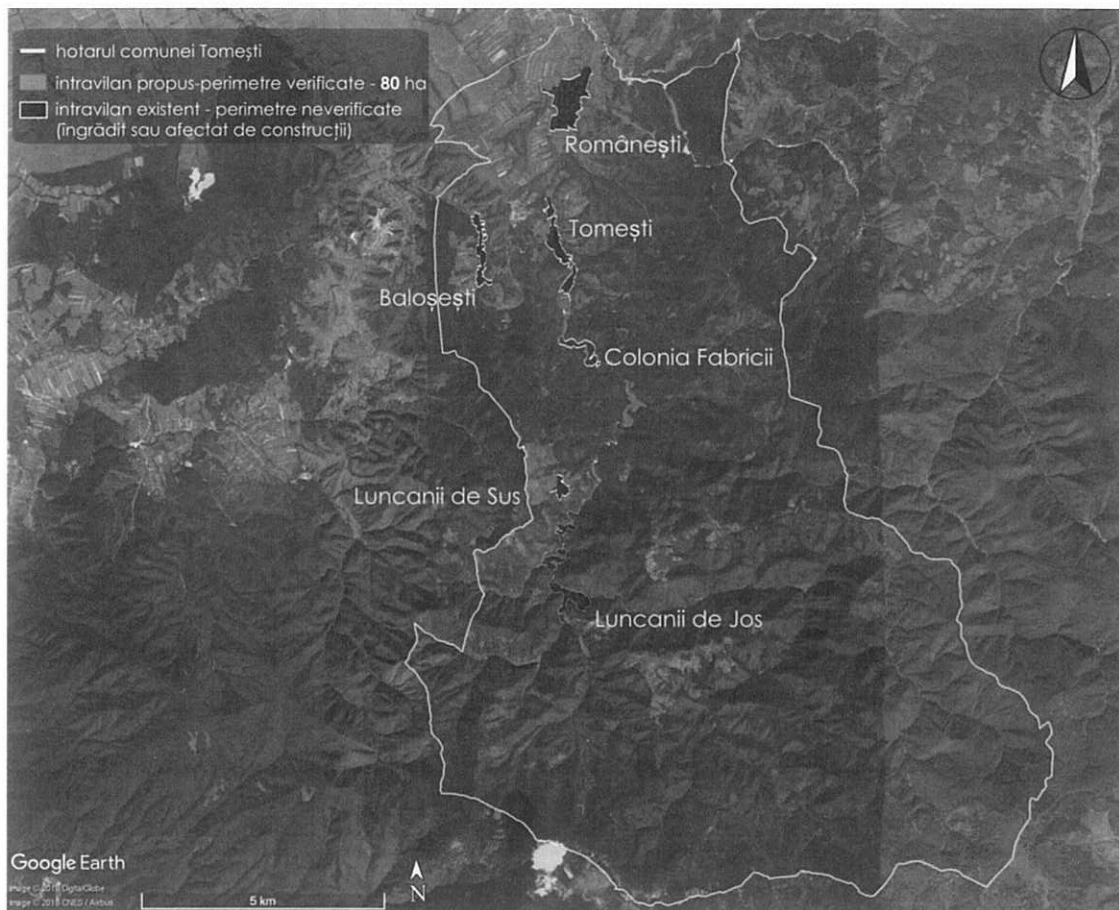 hotarul comunei Tomești
intravilan propus-perimetre verificate - 80 ha
intravilan existent - perimetre neverificate
(îngrădit sau afectat de construcții)
Românești
Tomești
Baloșești
Colonia Fabricii
Luncanii de Sus
Luncanii de Jos
Google Earth
N
5 km